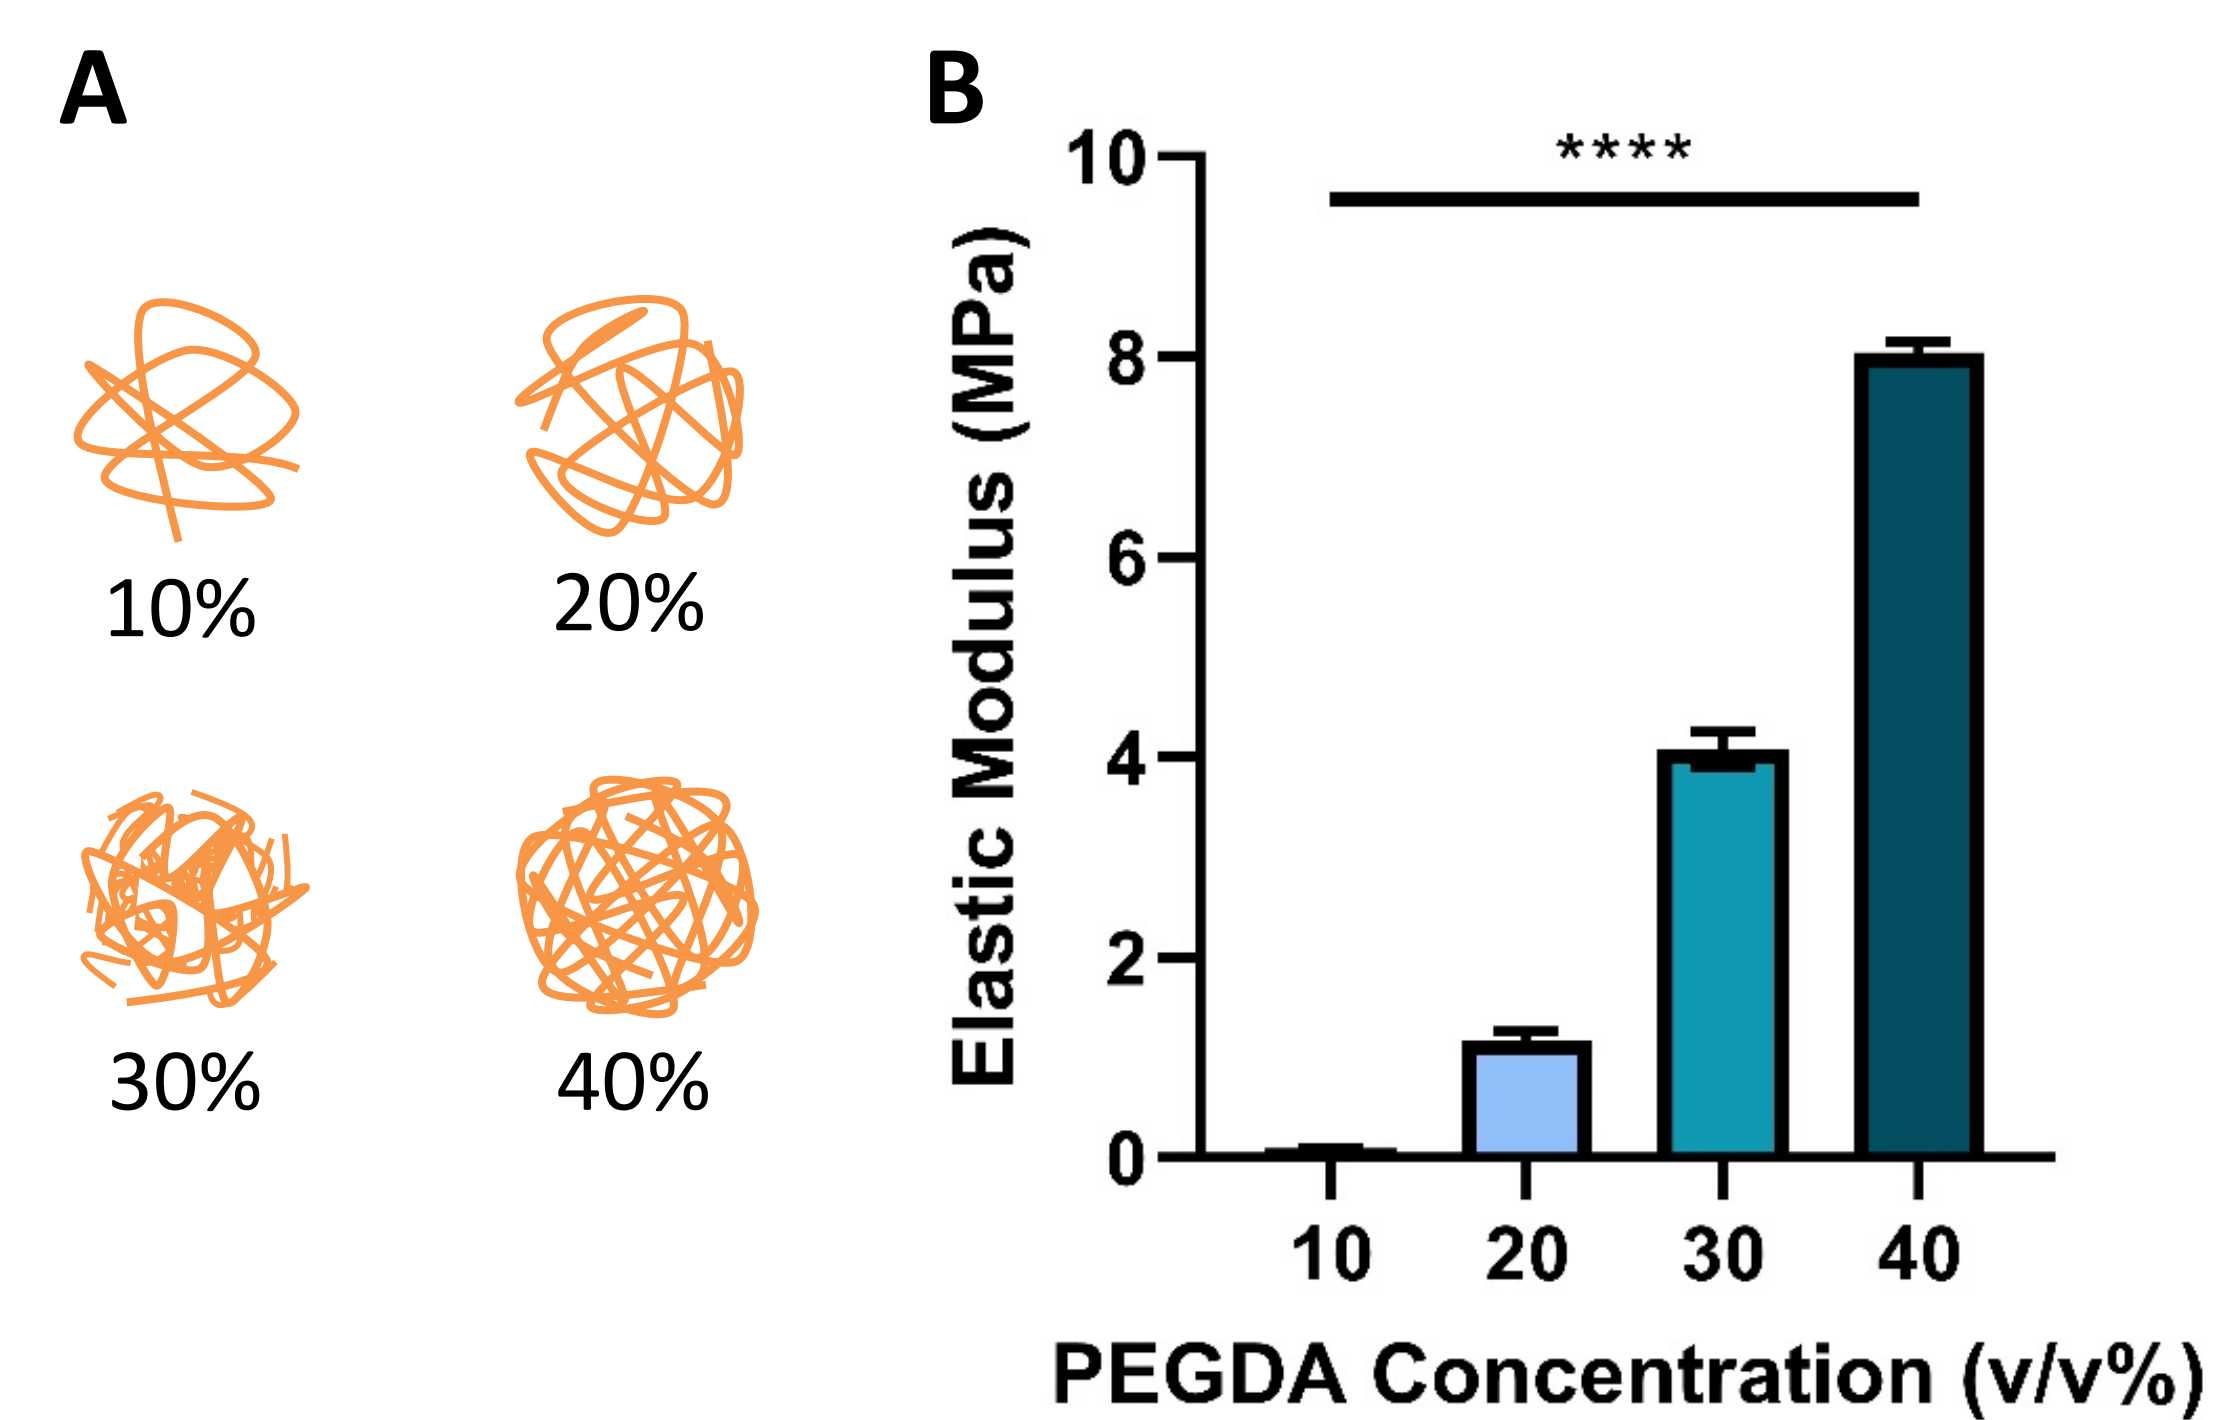 A
10%
20%
30%
40%
B
****
Elastic Modulus (MPa)
10
8
6
4
2
0
10 20 30 40
PEGDA Concentration (v/v%)